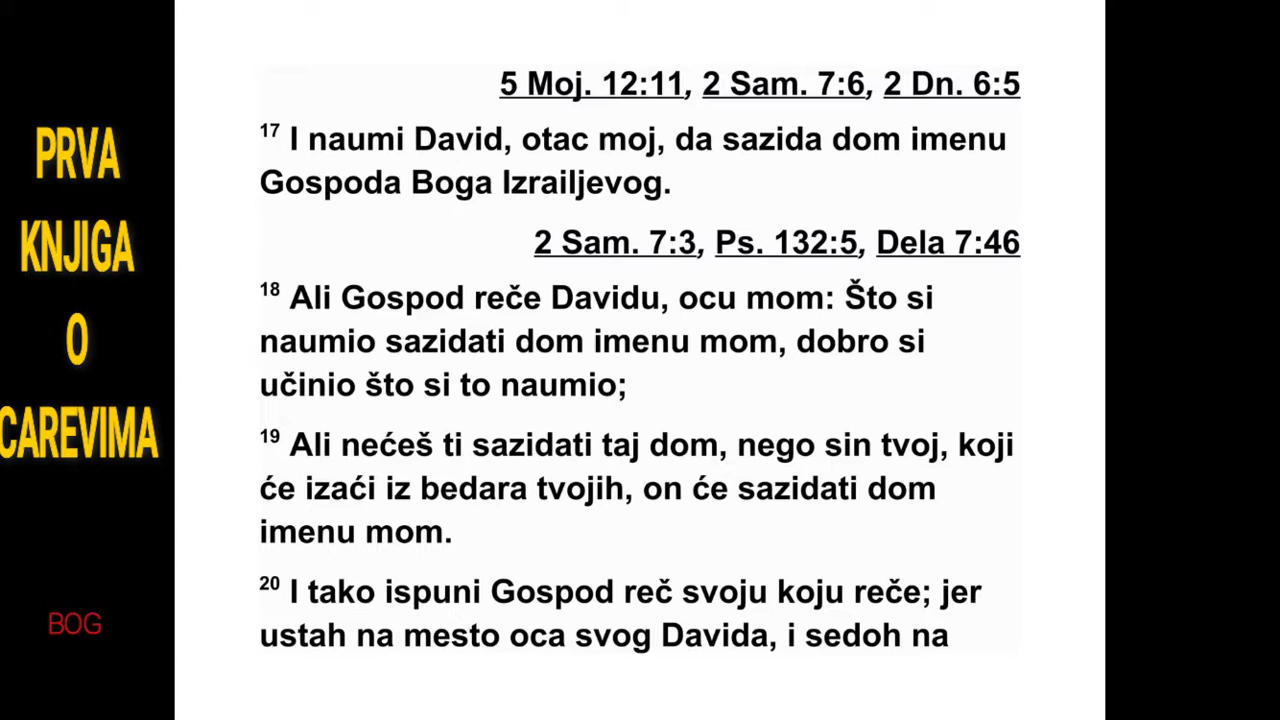 PRVA
KNJIGA
O
CAREVIMA
BOG
5 Moj. 12:11, 2 Sam. 7:6, 2 Dn. 6:5
17 I naumi David, otac moj, da sazida dom imenu
Gospoda Boga Izrailjevog.
2 Sam. 7:3, Ps. 132:5, Dela 7:46
18 Ali Gospod reče Davidu, ocu mom: Što si
naumio sazidati dom imenu mom, dobro si
učinio što si to naumio;
19 Ali nećeš ti sazidati taj dom, nego sin tvoj, koji
će izaći iz bedara tvojih, on će sazidati dom
imenu mom.
20 I tako ispuni Gospod reč svoju koju reče; jer
ustah na mesto oca svog Davida, i sedoh na